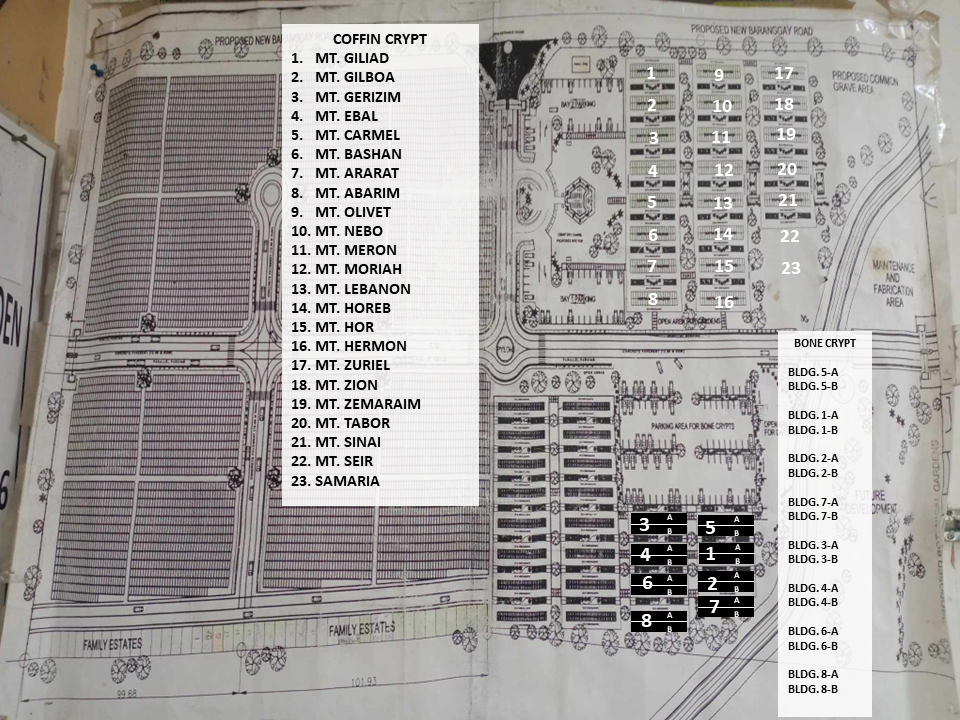 PROPOSED NEW BARANGGAY ROAD
PROPOSED NEW BARANGGAY ROAD
COFFIN CRYPT
1. MT. GILIAD
2. MT. GILBOA
3. MT. GERIZIM
4. MT. EBAL
5. MT. CARMEL
6. MT. BASHAN
7. MT. ARARAT
8. MT. ABARIM
9. MT. OLIVET
10. MT. NEBO
11. MT. MERON
12. MT. MORIAH
13. MT. LEBANON
14. MT. HOREB
15. MT. HOR
16. MT. HERMON
17. MT. ZURIEL
18. MT. ZION
19. MT. ZEMARAIM
20. MT. TABOR
21. MT. SINAI
22. MT. SEIR
23. SAMARIA
1 9 17
2 10 18
3 11 19
4 12 20
5 13 21
6 14 22
7 15 23
8 16
PROPOSED COMMON
GRAVE AREA
BAY PARKING
BAY PARKING
MAINTENANCE
AND
FABRICATION
AREA
PARKING AREA FOR BONE CRYPTS
FUTURE
DEVELOPMENT
GARDENS
BONE CRYPT
BLDG. 5-A
BLDG. 5-B
BLDG. 1-A
BLDG. 1-B
BLDG. 2-A
BLDG. 2-B
BLDG. 7-A
BLDG. 7-B
BLDG. 3-A
BLDG. 3-B
BLDG. 4-A
BLDG. 4-B
BLDG. 6-A
BLDG. 6-B
BLDG. 8-A
BLDG. 8-B
3 A B
5 A B
4 A B
1 A B
6 A B
2 A B
7 A B
8 A B
FAMILY ESTATES
FAMILY ESTATES
99.68
101.93
DEN
6